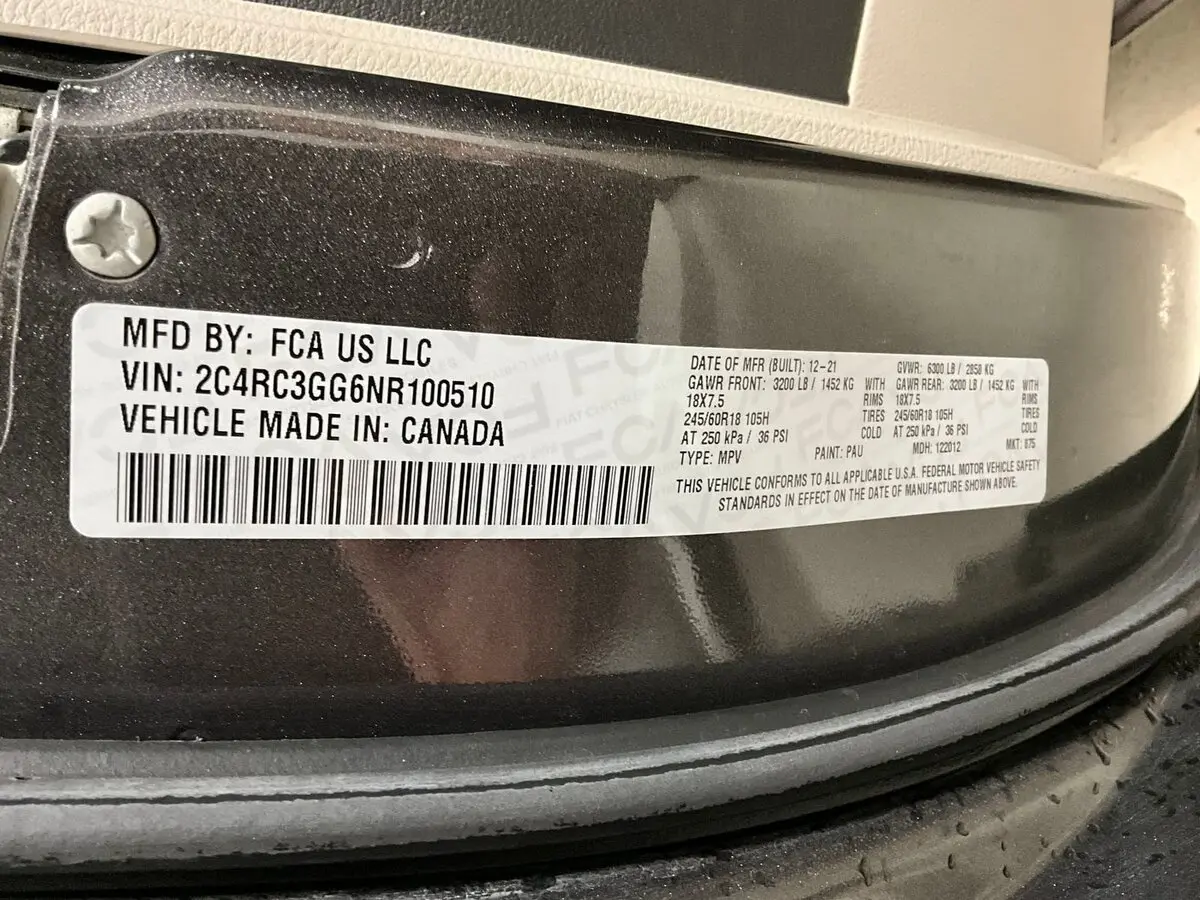 MFD BY: FCA US LLC
VIN: 2C4RC3GG6NR100510
VEHICLE MADE IN: CANADA
DATE OF MFR (BUILT): 12-21 GVWR: 6300 LB / 2858 KG
GAWR FRONT: 3200 LB / 1452 KG WITH GAWR REAR: 3200 LB / 1452 KG WITH
18X7.5 RIMS 18X7.5 RIMS
245/60R18 105H TIRES 245/60R18 105H TIRES
AT 250 kPa / 36 PSI COLD AT 250 kPa / 36 PSI COLD
TYPE: MPV PAINT: PAU MDH: 122012 MKT: 875
THIS VEHICLE CONFORMS TO ALL APPLICABLE U.S.A. FEDERAL MOTOR VEHICLE SAFETY
STANDARDS IN EFFECT ON THE DATE OF MANUFACTURE SHOWN ABOVE.